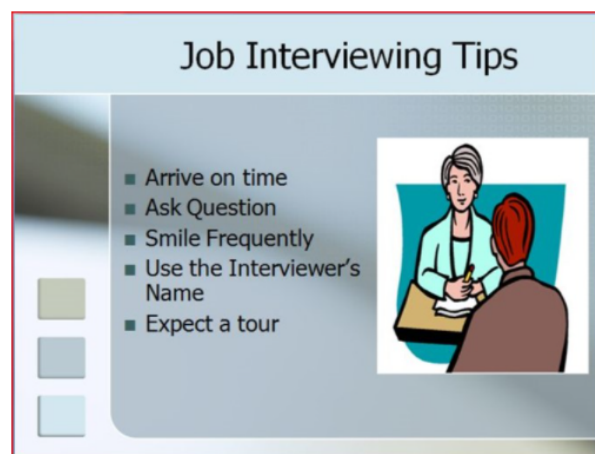 Job Interviewing Tips
Arrive on time
Ask Question
Smile Frequently
Use the Interviewer's
Name
Expect a tour